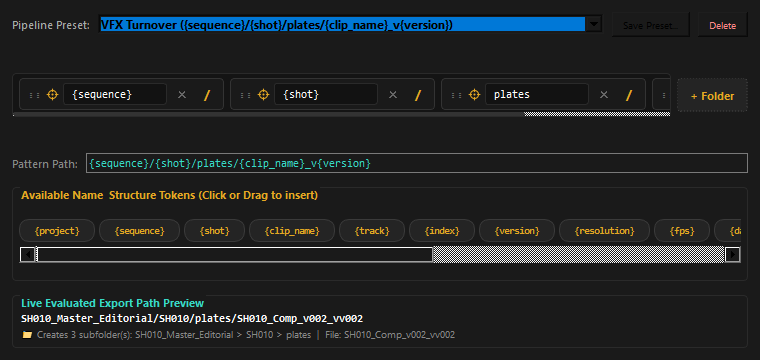 Pipeline Preset: VFX Turnover ({sequence}/{shot}/plates/{clip_name}_v{version}) Save Preset... Delete
{sequence} × / {shot} × / plates × / + Folder
Pattern Path: {sequence}/{shot}/plates/{clip_name}_v{version}
Available Name Structure Tokens (Click or Drag to insert)
{project} {sequence} {shot} {clip_name} {track} {index} {version} {resolution} {fps} {da
Live Evaluated Export Path Preview
SH010_Master_Editorial/SH010/plates/SH010_Comp_v002_vv002
Creates 3 subfolder(s): SH010_Master_Editorial > SH010 > plates | File: SH010_Comp_v002_vv002